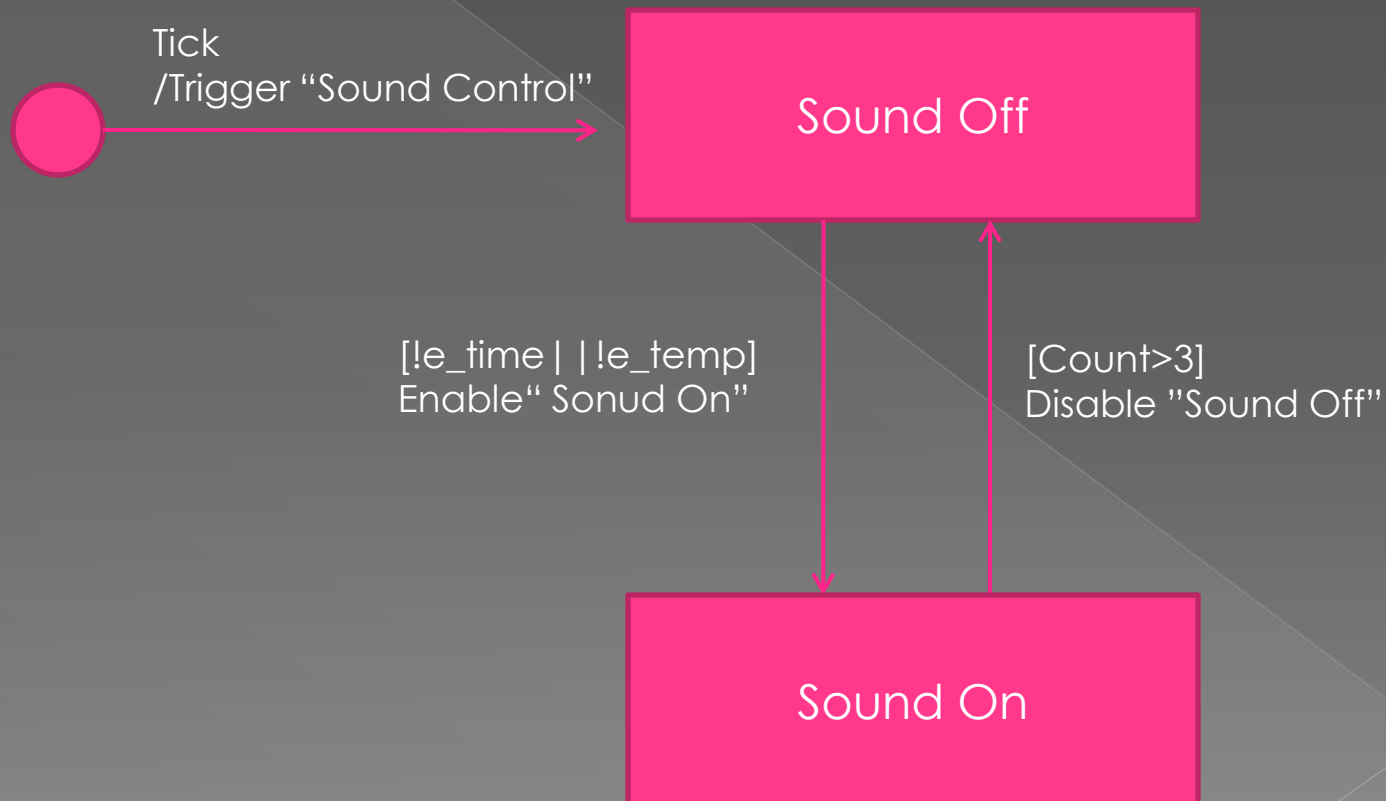 Tick
/Trigger “Sound Control”
Sound Off
[!e_time||!e_temp]
Enable“ Sonud On”
[Count>3]
Disable ”Sound Off”
Sound On